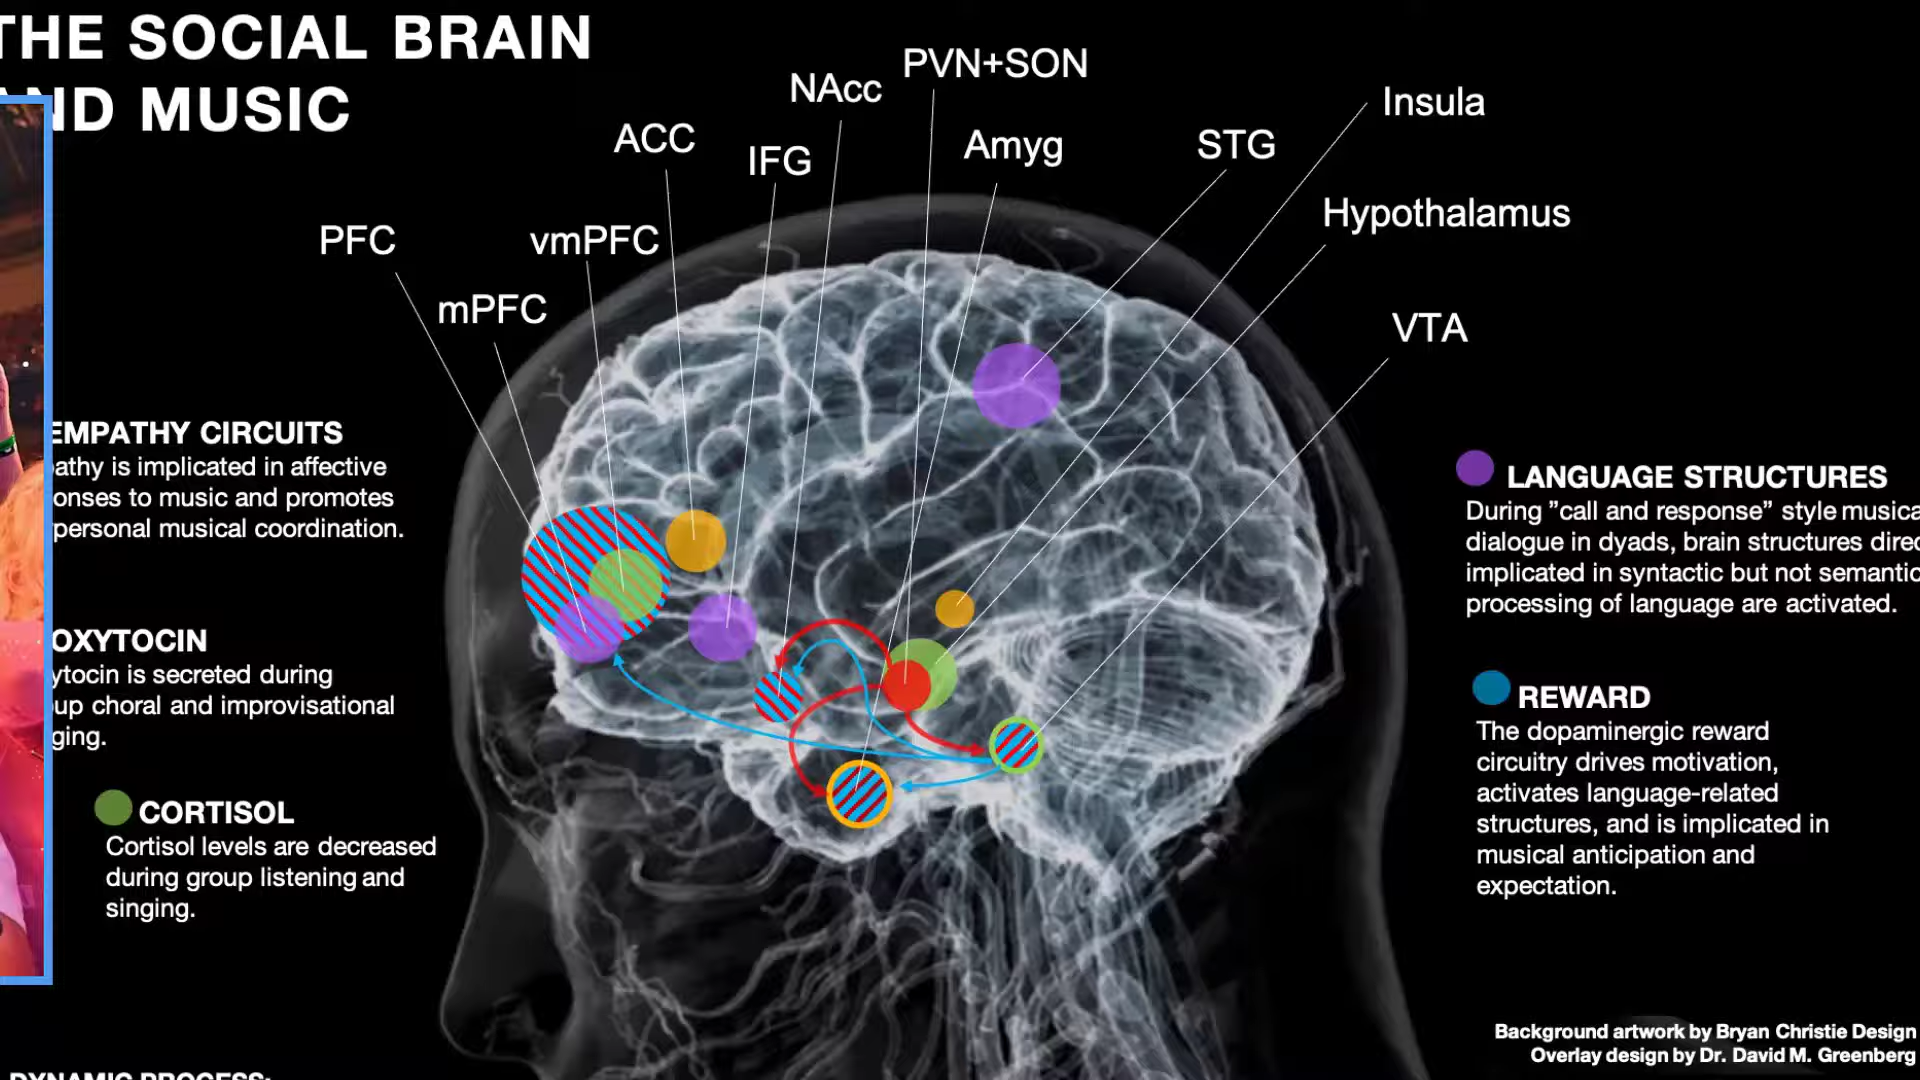 THE SOCIAL BRAIN
AND MUSIC
PVN+SON
NAcc
Insula
ACC
IFG
Amyg
STG
Hypothalamus
PFC
vmPFC
mPFC
VTA
EMPATHY CIRCUITS
athy is implicated in affective
onses to music and promotes
personal musical coordination.
OXYTOCIN
ytocin is secreted during
up choral and improvisational
ging.
CORTISOL
Cortisol levels are decreased
during group listening and
singing.
LANGUAGE STRUCTURES
During ”call and response” style musica
dialogue in dyads, brain structures direc
implicated in syntactic but not semantic
processing of language are activated.
REWARD
The dopaminergic reward
circuitry drives motivation,
activates language-related
structures, and is implicated in
musical anticipation and
expectation.
Background artwork by Bryan Christie Design
Overlay design by Dr. David M. Greenberg
DYNAMIC PROCESS: